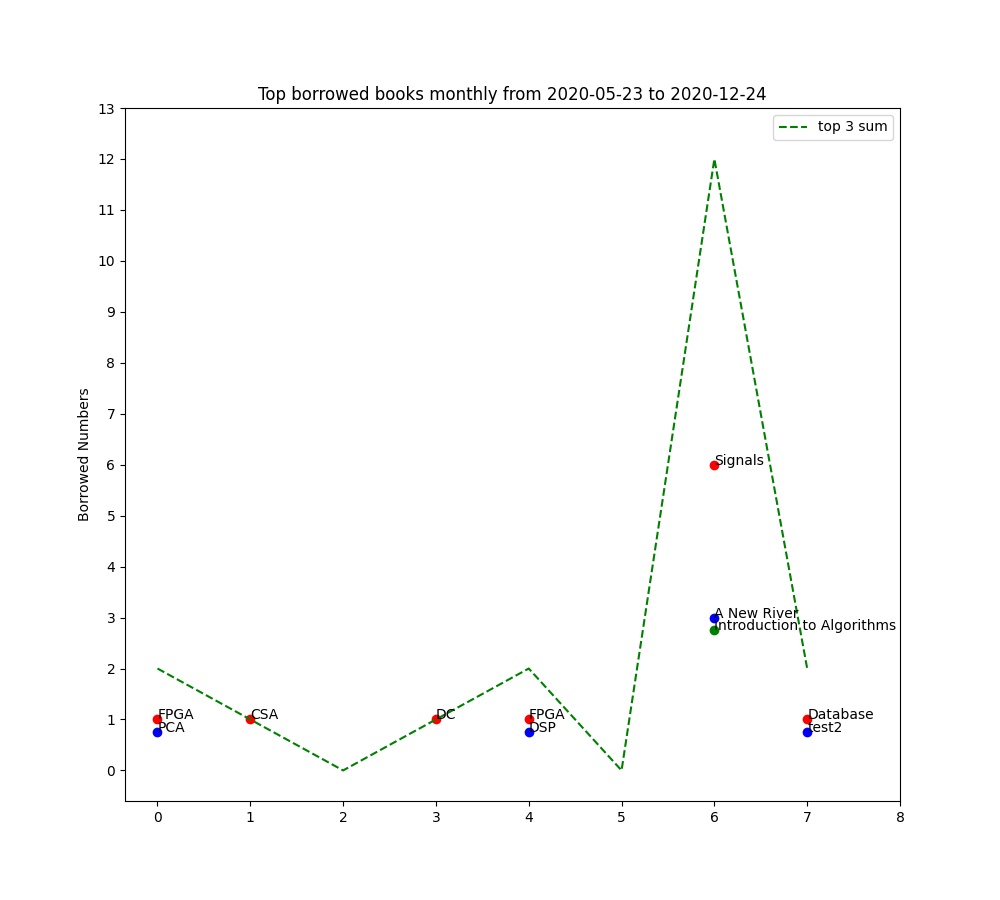 Top borrowed books monthly from 2020-05-23 to 2020-12-24
13
top 3 sum
12
11
10
9
8
7
Borrowed Numbers
6
Signals
5
4
3
A New River
Introduction to Algorithms
2
1
FPGA
CSA
DC
FPGA
Database
PCA
DSP
test2
0
0 1 2 3 4 5 6 7 8